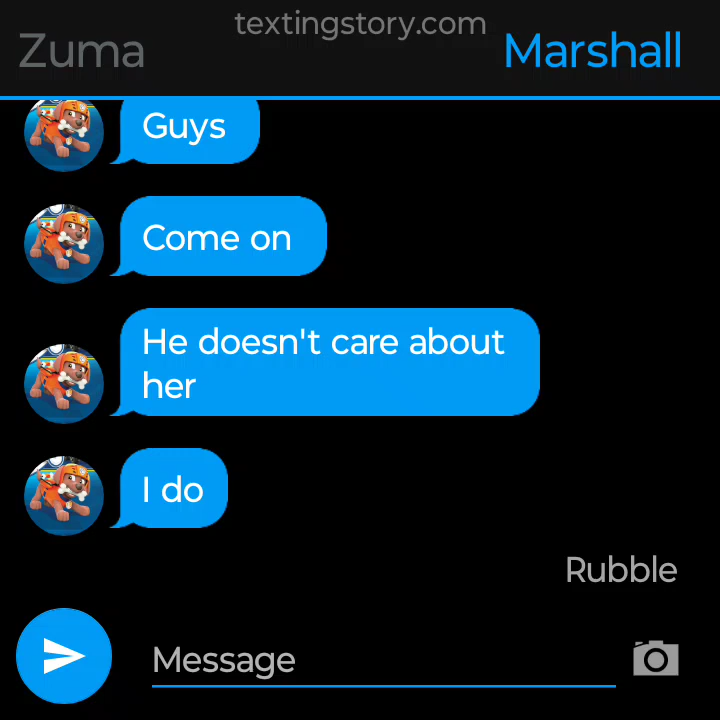 textingstory.com
Zuma
Marshall
Guys
Come on
He doesn't care about
her
I do
Rubble
Message